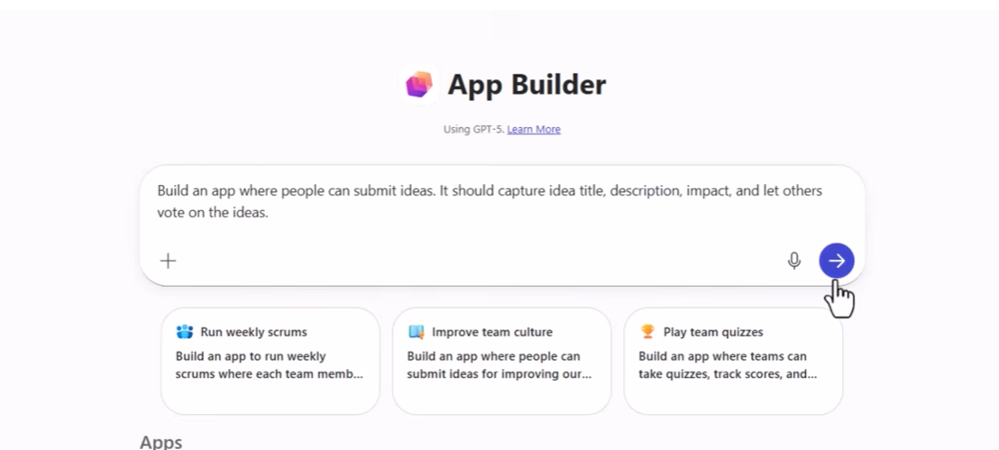 App Builder
Using GPT-5. Learn More
Build an app where people can submit ideas. It should capture idea title, description, impact, and let others
vote on the ideas.
Run weekly scrums
Build an app to run weekly
scrums where each team memb...
Improve team culture
Build an app where people can
submit ideas for improving our...
Play team quizzes
Build an app where teams can
take quizzes, track scores, and...
Apps